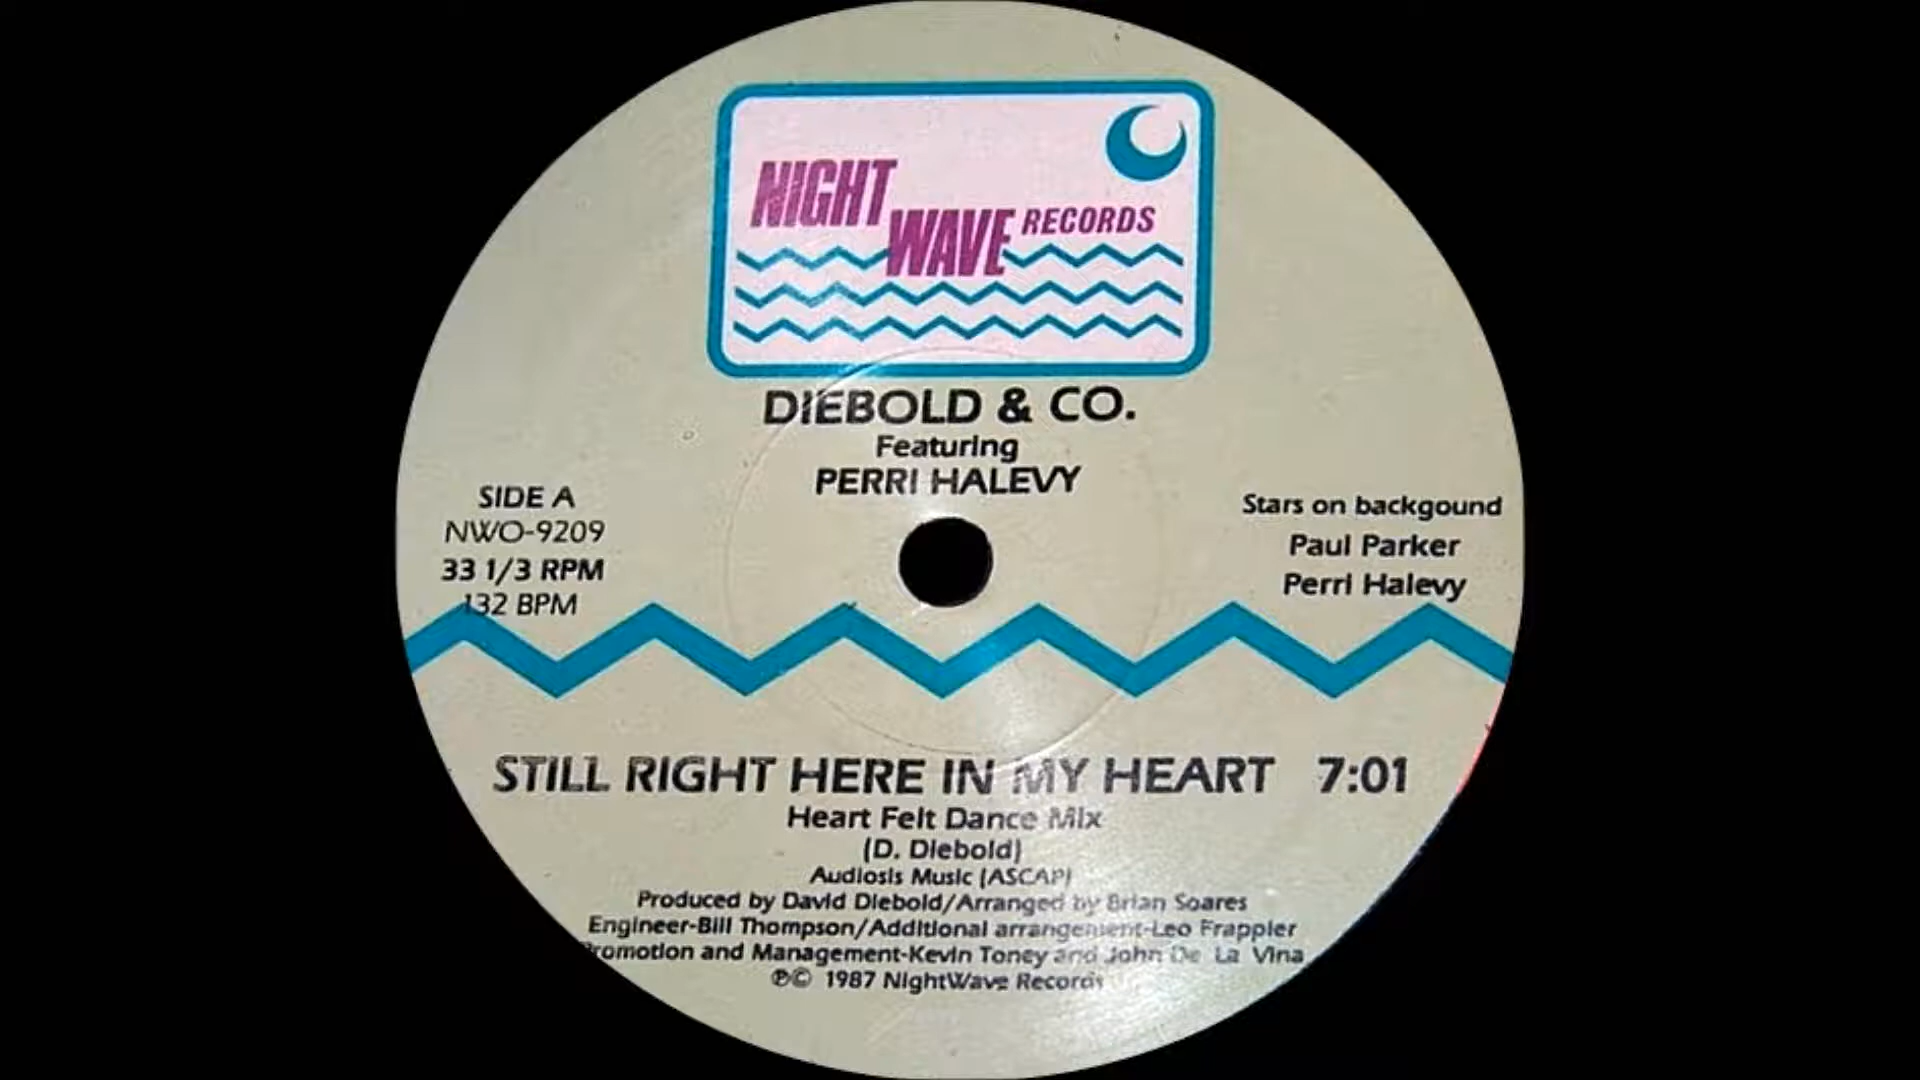 NIGHT
WAVE RECORDS
DIEBOLD & CO.
Featuring
PERRI HALEVY
SIDE A
NWO-9209
33 1/3 RPM
132 BPM
Stars on backgound
Paul Parker
Perri Halevy
STILL RIGHT HERE IN MY HEART 7:01
Heart Felt Dance Mix
(D. Diebold)
Audiosis Music (ASCAP)
Produced by David Diebold/Arranged by Brian Soares
Engineer-Bill Thompson/Additional arrangement-Leo Frappier
Promotion and Management-Kevin Toney and John De La Vina
℗© 1987 NightWave Records